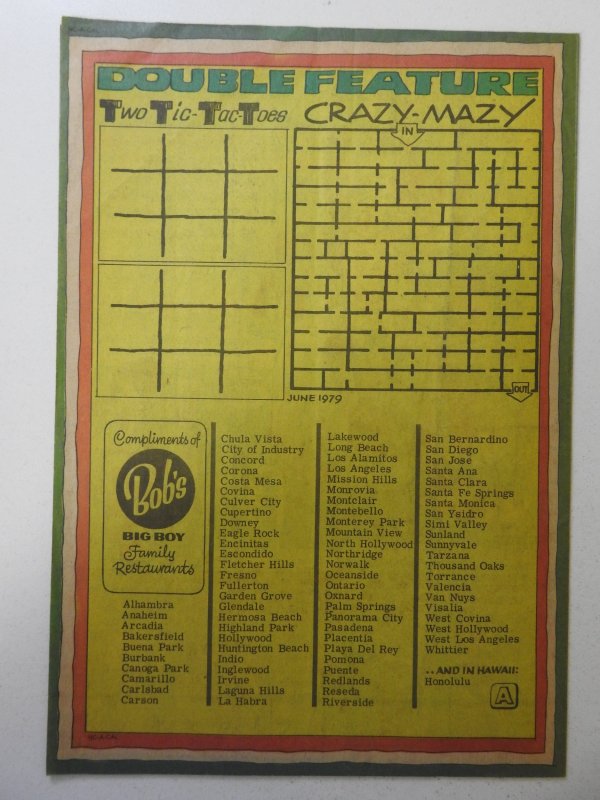 DOUBLE FEATURE
Two Tic-Tac-Toes
CRAZY-MAZY
IN
OUT
JUNE 1979
Compliments of
Bob's
BIG BOY
Family
Restaurants
Alhambra
Anaheim
Arcadia
Bakersfield
Buena Park
Burbank
Canoga Park
Camarillo
Carlsbad
Carson
Chula Vista
City of Industry
Concord
Corona
Costa Mesa
Covina
Culver City
Cupertino
Downey
Eagle Rock
Encinitas
Escondido
Fletcher Hills
Fresno
Fullerton
Garden Grove
Glendale
Hermosa Beach
Highland Park
Hollywood
Huntington Beach
Indio
Inglewood
Irvine
Laguna Hills
La Habra
Lakewood
Long Beach
Los Alamitos
Los Angeles
Mission Hills
Monrovia
Montclair
Montebello
Monterey Park
Mountain View
North Hollywood
Northridge
Norwalk
Oceanside
Ontario
Oxnard
Palm Springs
Panorama City
Pasadena
Placentia
Playa Del Rey
Pomona
Puente
Redlands
Reseda
Riverside
San Bernardino
San Diego
San Jose
Santa Ana
Santa Clara
Santa Fe Springs
Santa Monica
San Ysidro
Simi Valley
Sunland
Sunnyvale
Tarzana
Thousand Oaks
Torrance
Valencia
Van Nuys
Visalia
West Covina
West Hollywood
West Los Angeles
Whittier
..AND IN HAWAII:
Honolulu
A